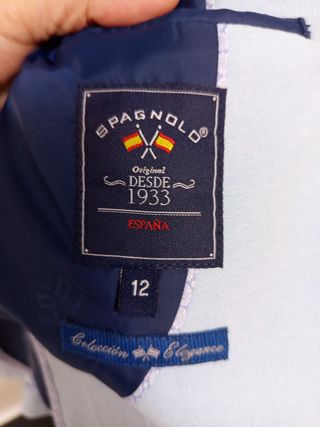 SPAGNOLO®
Original
DESDE
1933
ESPAÑA
12
Colección Elegance